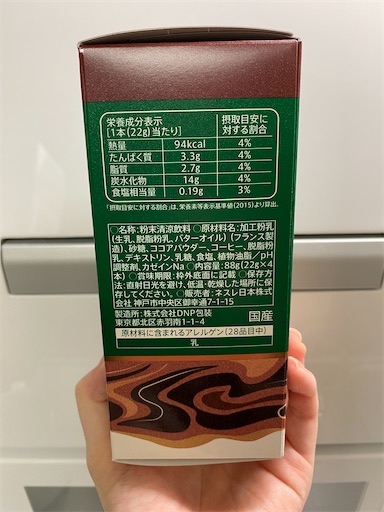 栄養成分表示 摂取目安に
[1本(22g)当たり] 対する割合
熱量 94kcal 4%
たんぱく質 3.3g 4%
脂質 2.7g 4%
炭水化物 14g 4%
食塩相当量 0.19g 3%
「摂取目安に対する割合」は、栄養素等表示基準値(2015)より算出。
○名称:粉末清涼飲料 ○原材料名:加工粉乳
(生乳、脱脂粉乳、バターオイル)(フランス製
造)、砂糖、ココアパウダー、コーヒー、脱脂粉
乳、デキストリン、乳糖、食塩、植物油脂/pH
調整剤、カゼインNa ○内容量:88g(22g×4
本) ○賞味期限:枠外底面に記載 ○保存方
法:直射日光を避け、低温・乾燥した場所に保
存してください。○販売者:ネスレ日本株式会
社 神戸市中央区御幸通7-1-15
製造所:株式会社DNP包装
東京都北区赤羽南1-1-4
国産
原材料に含まれるアレルゲン(28品目中)
乳